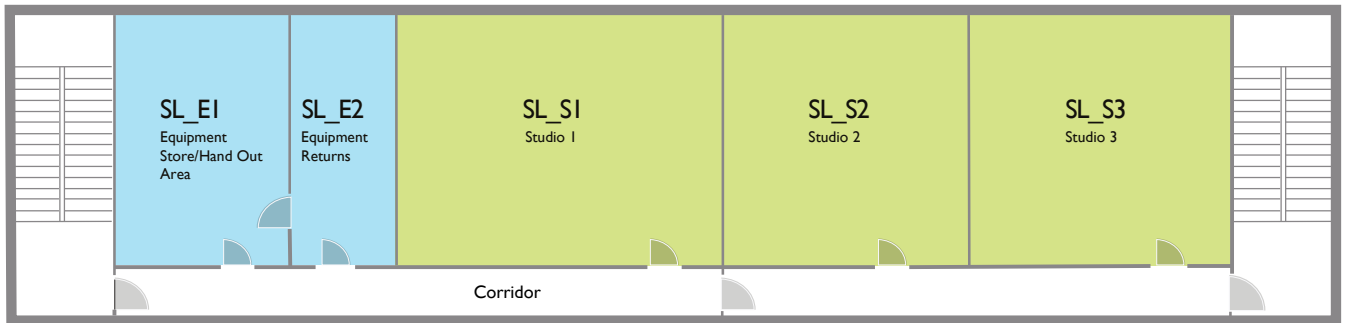 SL_E1
Equipment
Store/Hand Out
Area
SL_E2
Equipment
Returns
SL_S1
Studio 1
SL_S2
Studio 2
SL_S3
Studio 3
Corridor